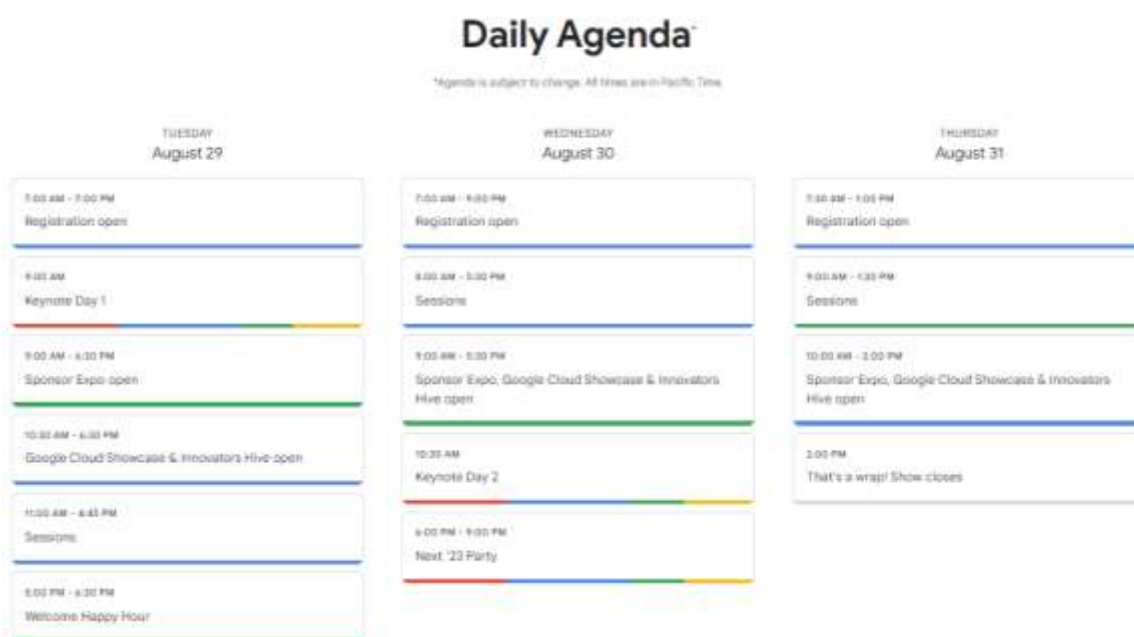 Daily Agenda*
*Agenda is subject to change. All times are in Pacific Time.
TUESDAY
August 29
7:00 AM - 7:00 PM
Registration open
9:00 AM
Keynote Day 1
9:00 AM - 6:30 PM
Sponsor Expo open
10:30 AM - 6:30 PM
Google Cloud Showcase & Innovators Hive open
11:00 AM - 4:45 PM
Sessions
5:00 PM - 6:30 PM
Welcome Happy Hour
WEDNESDAY
August 30
7:00 AM - 9:00 PM
Registration open
8:00 AM - 5:30 PM
Sessions
9:00 AM - 5:30 PM
Sponsor Expo, Google Cloud Showcase & Innovators
Hive open
10:30 AM
Keynote Day 2
6:00 PM - 9:00 PM
Next '23 Party
THURSDAY
August 31
7:30 AM - 1:00 PM
Registration open
9:00 AM - 1:30 PM
Sessions
10:00 AM - 2:00 PM
Sponsor Expo, Google Cloud Showcase & Innovators
Hive open
2:00 PM
That's a wrap! Show closes